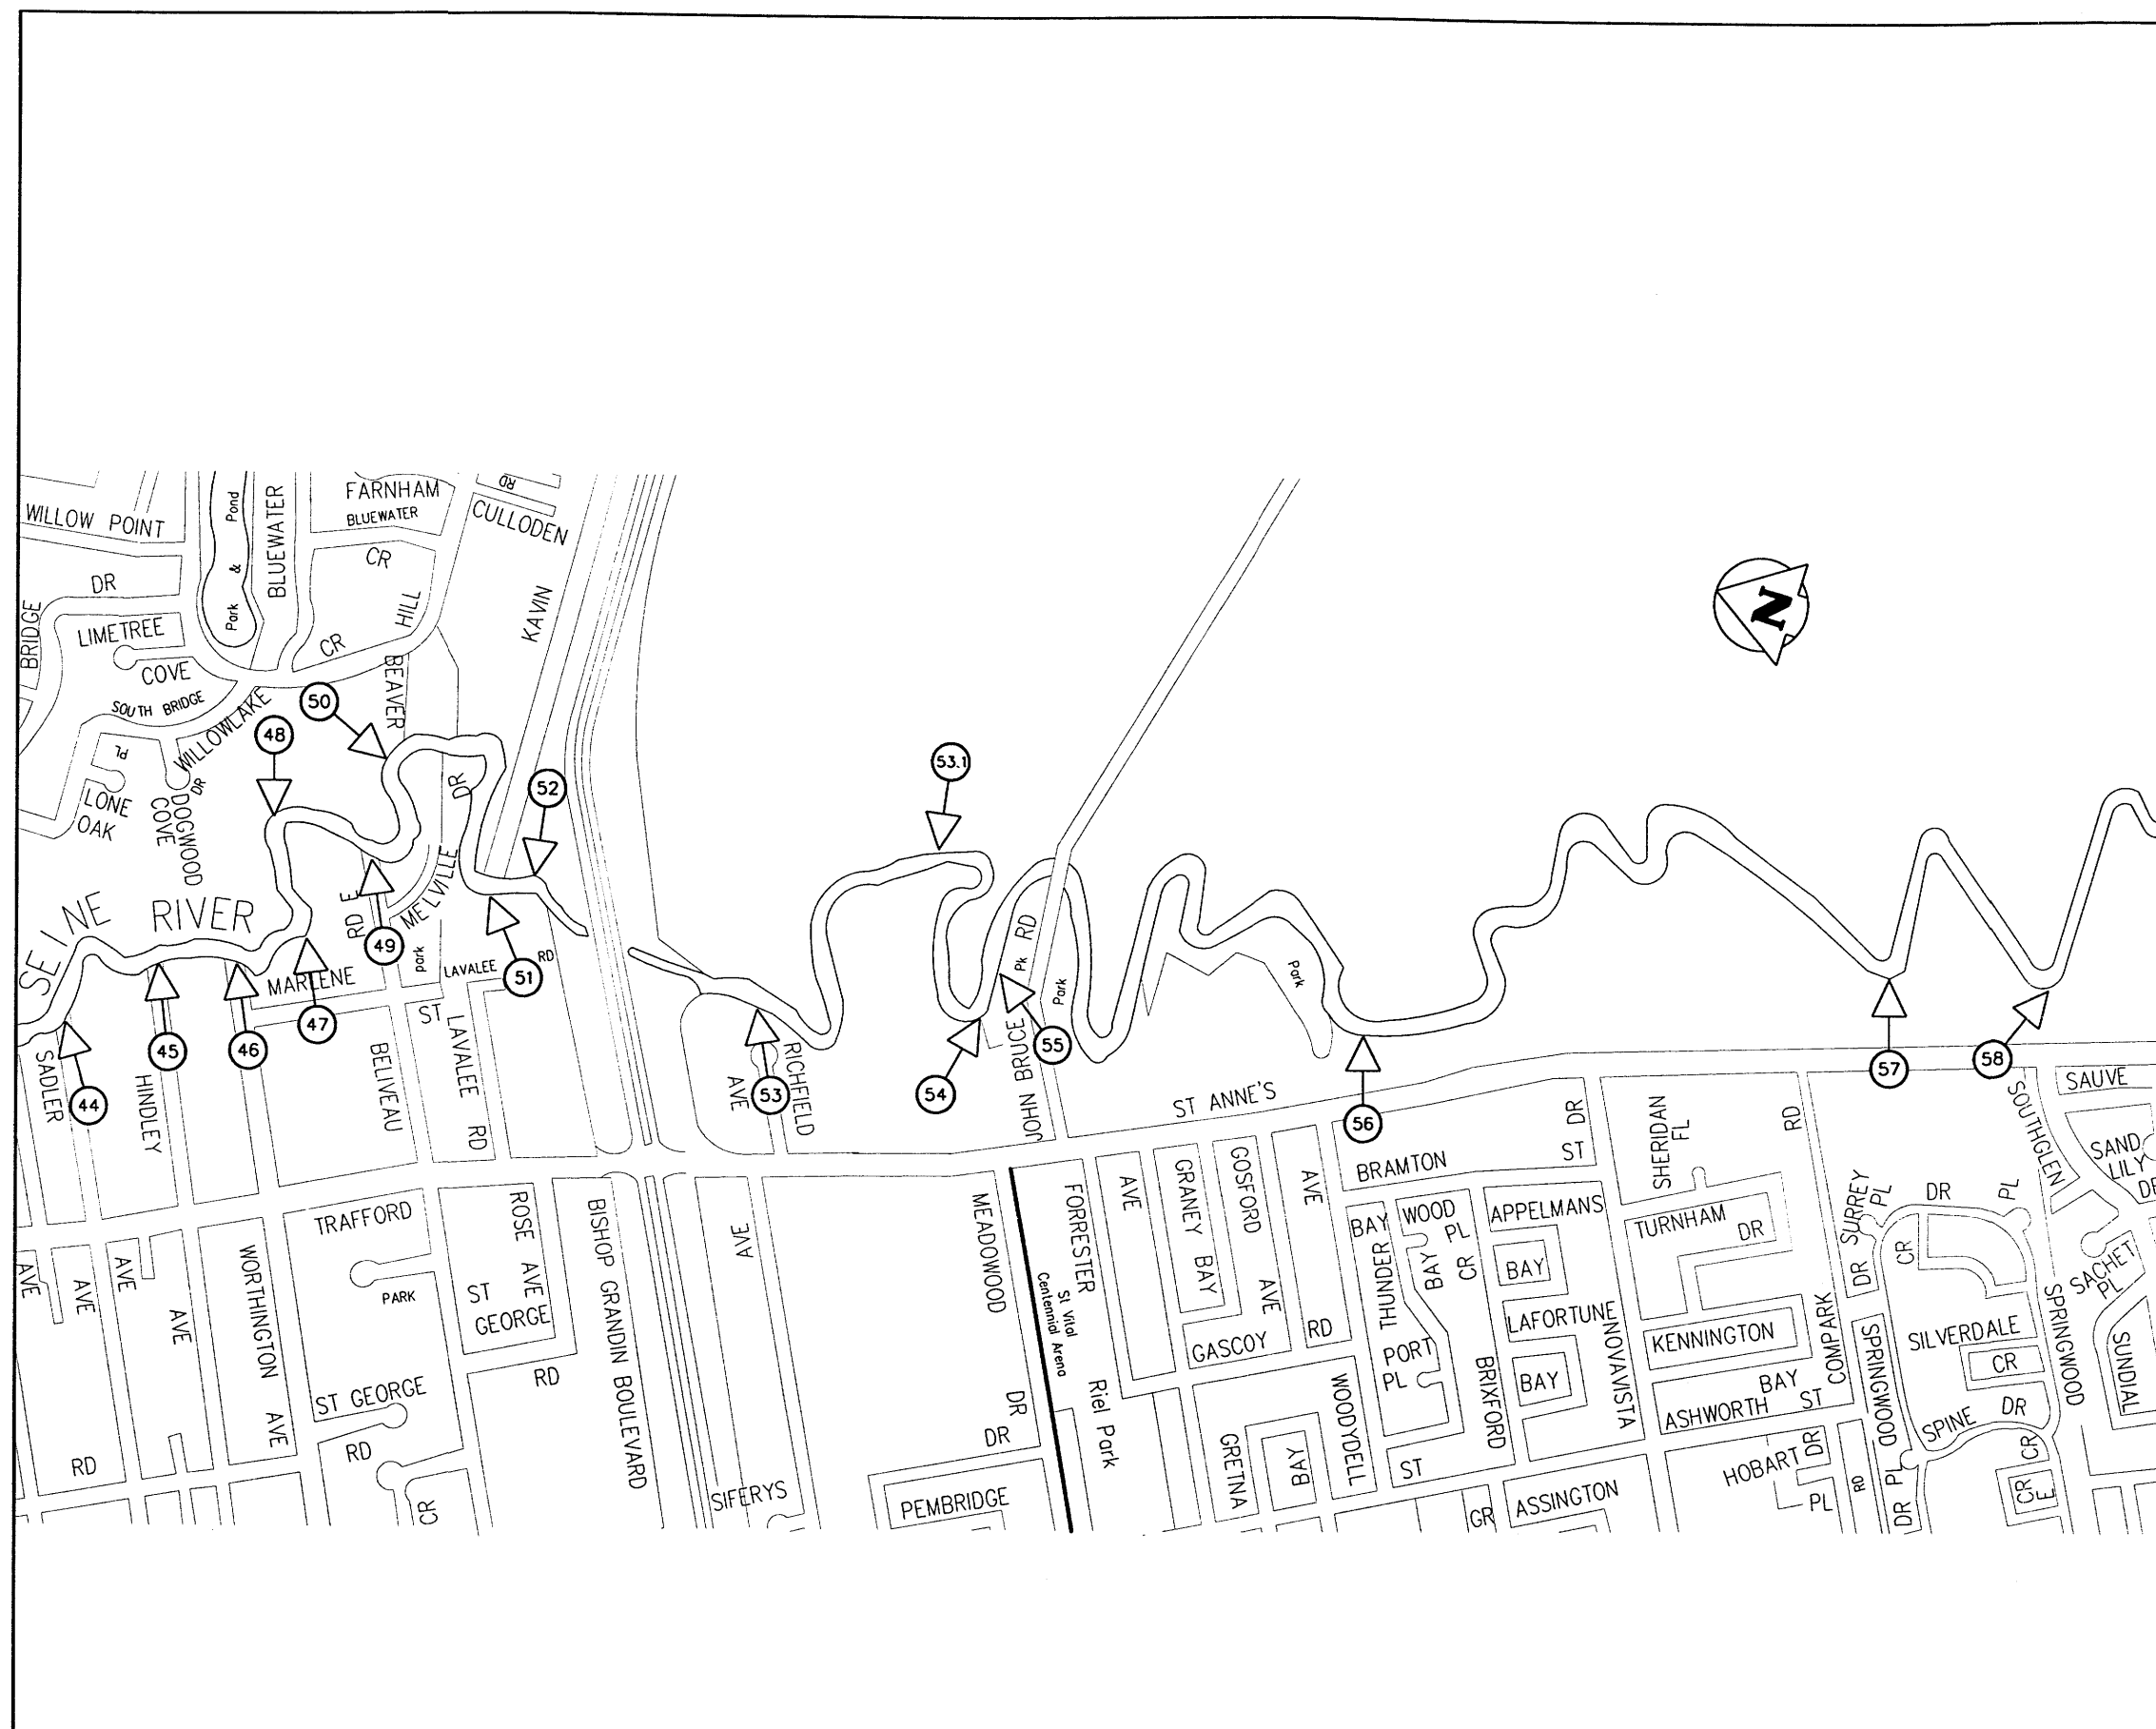 FARNHAM
BLUEWATER
RD
CULLODEN
WILLOW POINT
Park & Pond
BLUEWATER
CR
DR
HILL
KAVIN
BRIDGE
LIMETREE
COVE
CR
BEAVER
SOUTH BRIDGE
WILLOWLAKE
DR
PL
LONE
OAK
DOGWOOD
COVE
N
50
48
52
53.1
DR
SEINE RIVER
RD E
MELVILLE
49
Park
LAVALEE
RD
51
MARLENE
ST
47
44
45
46
SADLER
HINDLEY
BELIVEAU
LAVALEE RD
53
RICHFIELD
AVE
54
55
Pk RD
JOHN BRUCE
Park
Park
56
57
58
ST ANNE'S
SAUVE
SOUTHGLEN
SAND
LILY
DR
BRAMTON
ST
DR
SHERIDAN
RD
TRAFFORD
PARK
ROSE AVE
ST
GEORGE
RD
BISHOP GRANDIN BOULEVARD
AVE
AVE
AVE
AVE
AVE
WORTHINGTON AVE
ST GEORGE
RD
RD
CR
SIFERYS
MEADOWOOD
DR
DR
PEMBRIDGE
FORRESTER
AVE
St Vital
Centennial Arena
Riel Park
GRANEY BAY
GOSFORD
AVE
AVE
GASCOY
RD
GRETNA
BAY
WOODYDELL
BAY
THUNDER
BAY
WOOD
PL
CR
PORT
PL
BRIXFORD
ST
GR
APPELMANS
BAY
LAFORTUNE
BAY
NOVAVISTA
ASSINGTON
TURNHAM
DR
KENNINGTON
BAY
ASHWORTH
ST
COMPARK
HOBART
DR
PL
SURREY
PL
DR
DR
PL
CR
SPRINGWOOD
RD
DR PL
SILVERDALE
CR
SPINE
DR
CR
CR
E
SPRINGWOOD
SACHET
PL
SUNDIAL